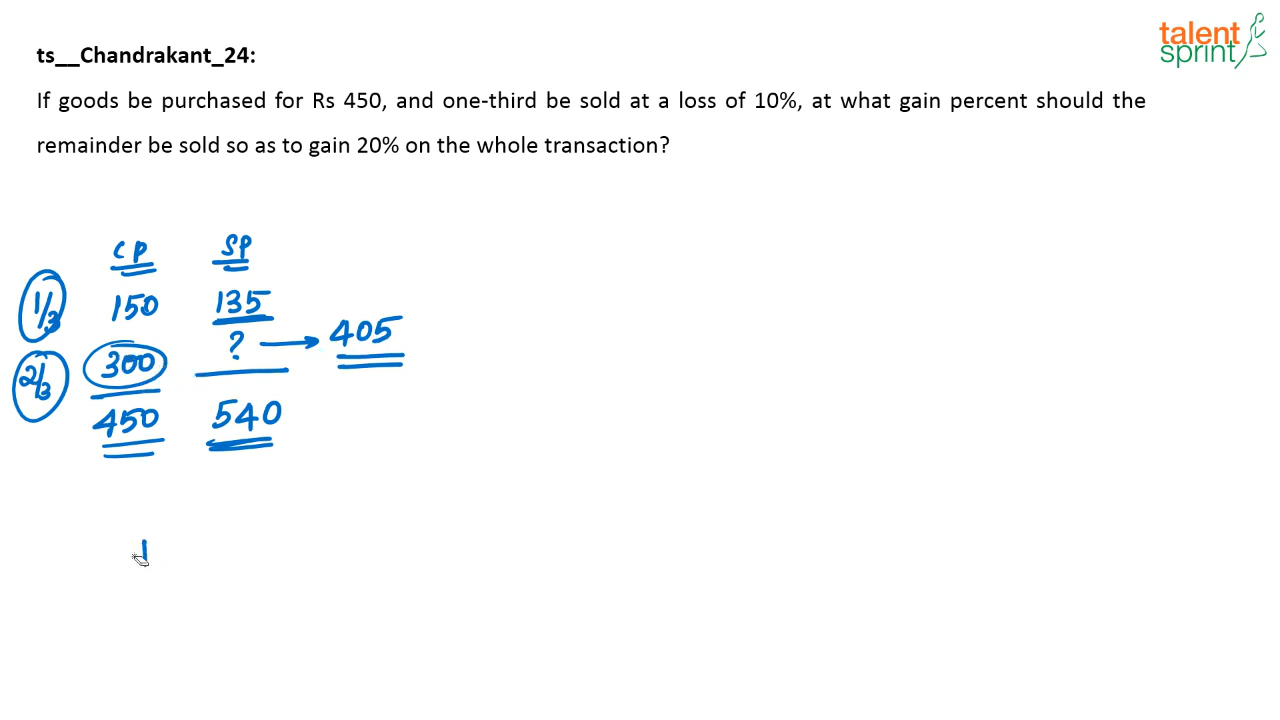 talent
sprint
ts__Chandrakant_24:
If goods be purchased for Rs 450, and one-third be sold at a loss of 10%, at what gain percent should the
remainder be sold so as to gain 20% on the whole transaction?
CP SP
1/3 150 135
? → 405
2/3 300
450 540